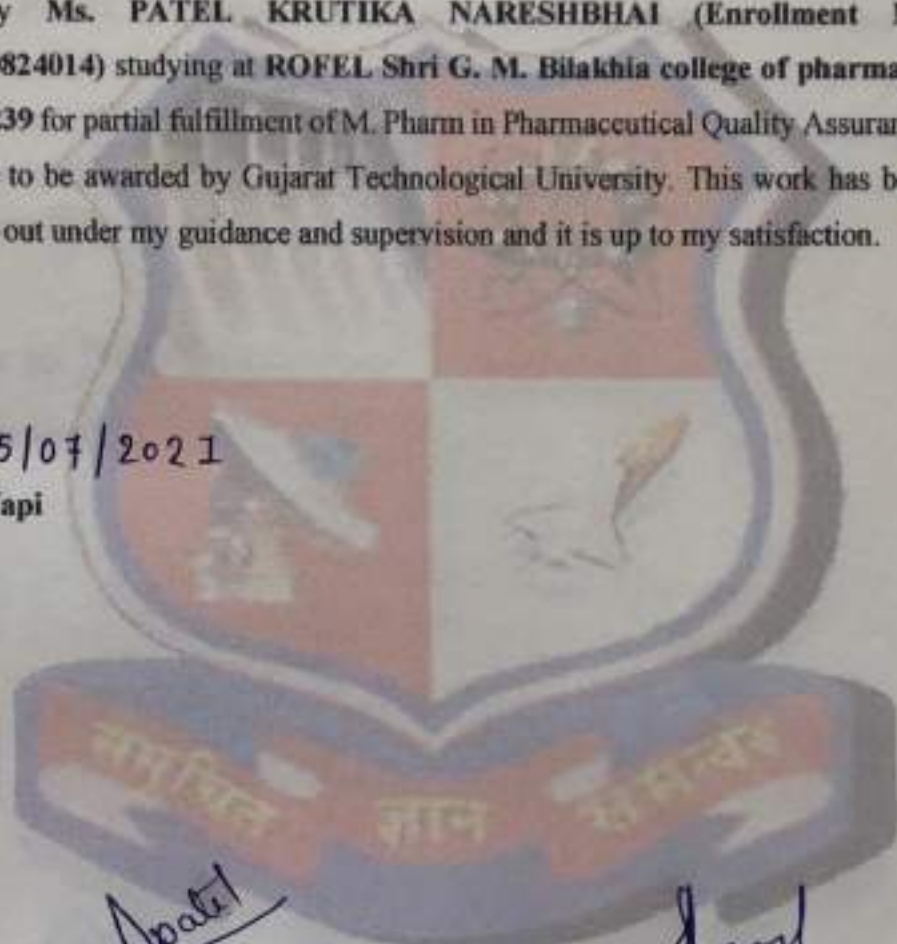 y Ms. PATEL KRUTIKA NARESHBHAI (Enrollment
824014) studying at ROFEL Shri G. M. Bilakhia college of pharma
39 for partial fulfillment of M. Pharm in Pharmaceutical Quality Assuran
to be awarded by Gujarat Technological University. This work has b
out under my guidance and supervision and it is up to my satisfaction.
5/07/2021
api
ज्ञान
Dpatel